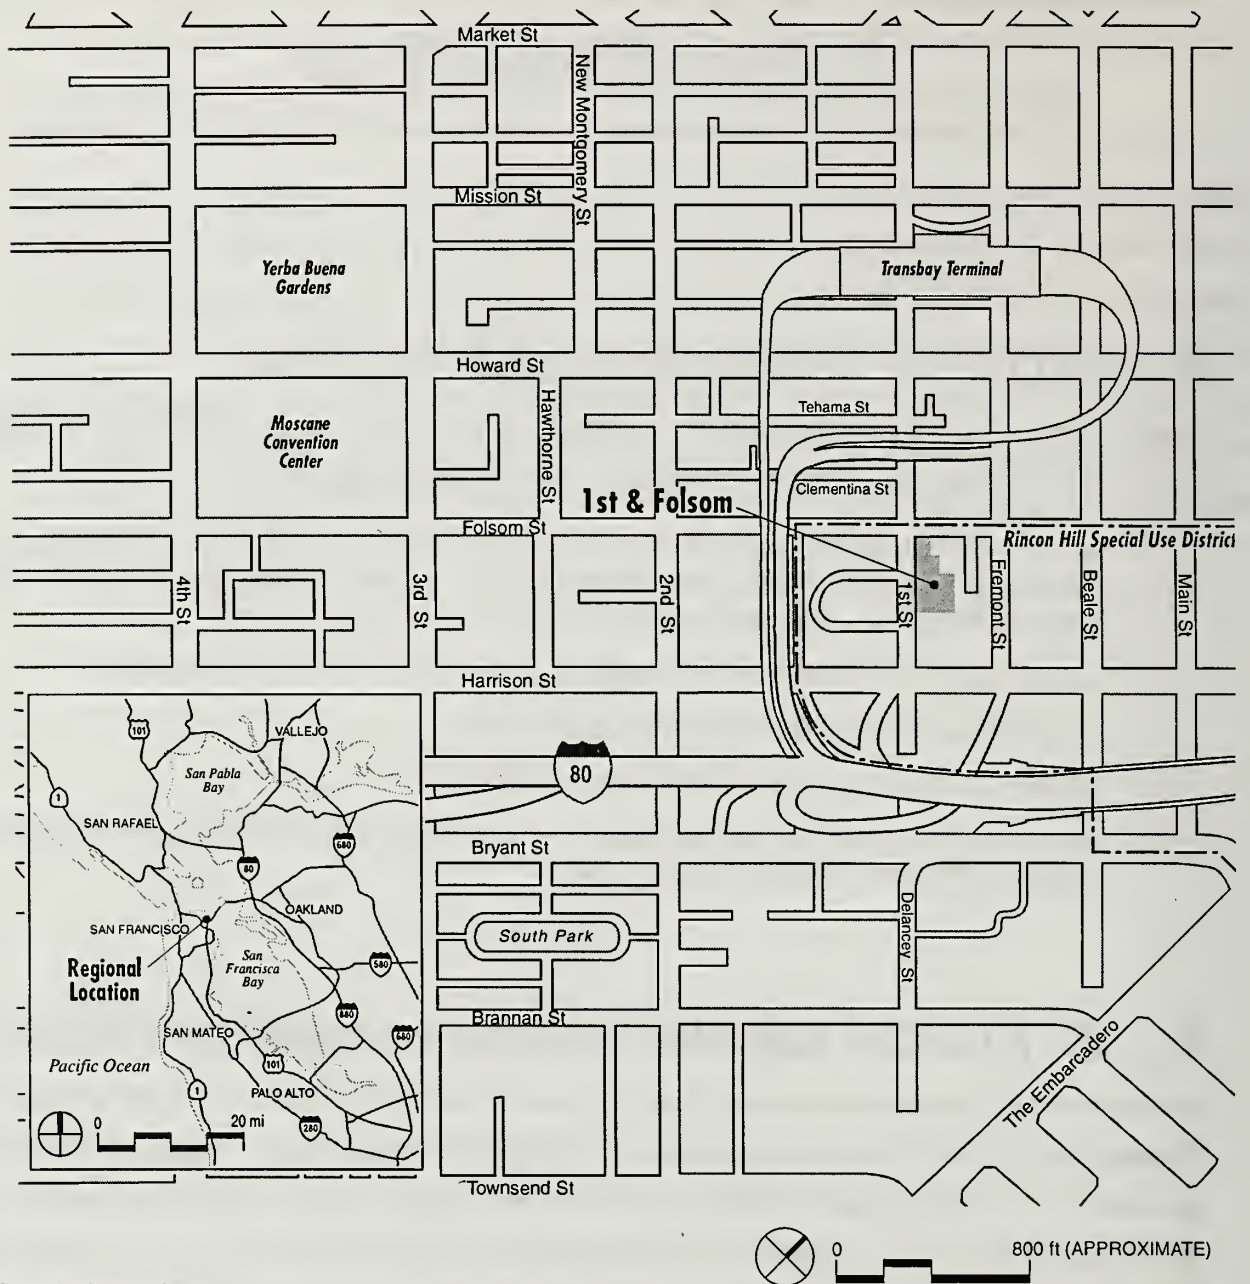 Market St
New Montgomery St
Mission St
Yerba Buena
Gardens
Transbay Terminal
Howard St
Hawthorne St
Tehama St
Moscane
Convention
Center
Clementina St
1st & Folsom
Folsom St
Rincon Hill Special Use District
4th St
3rd St
2nd St
1st St
Fremont St
Beale St
Main St
Harrison St
80
Bryant St
South Park
Delancey St
Brannan St
The Embarcadero
Townsend St
101
VALLEJO
San Pabla
Bay
1
SAN RAFAEL
680
80
OAKLAND
SAN FRANCISCO
San
Francisca
Bay
580
Regional
Location
880
SAN MATEO
680
Pacific Ocean
101
1
PALO ALTO
280
0
20 mi
0
800 ft (APPROXIMATE)